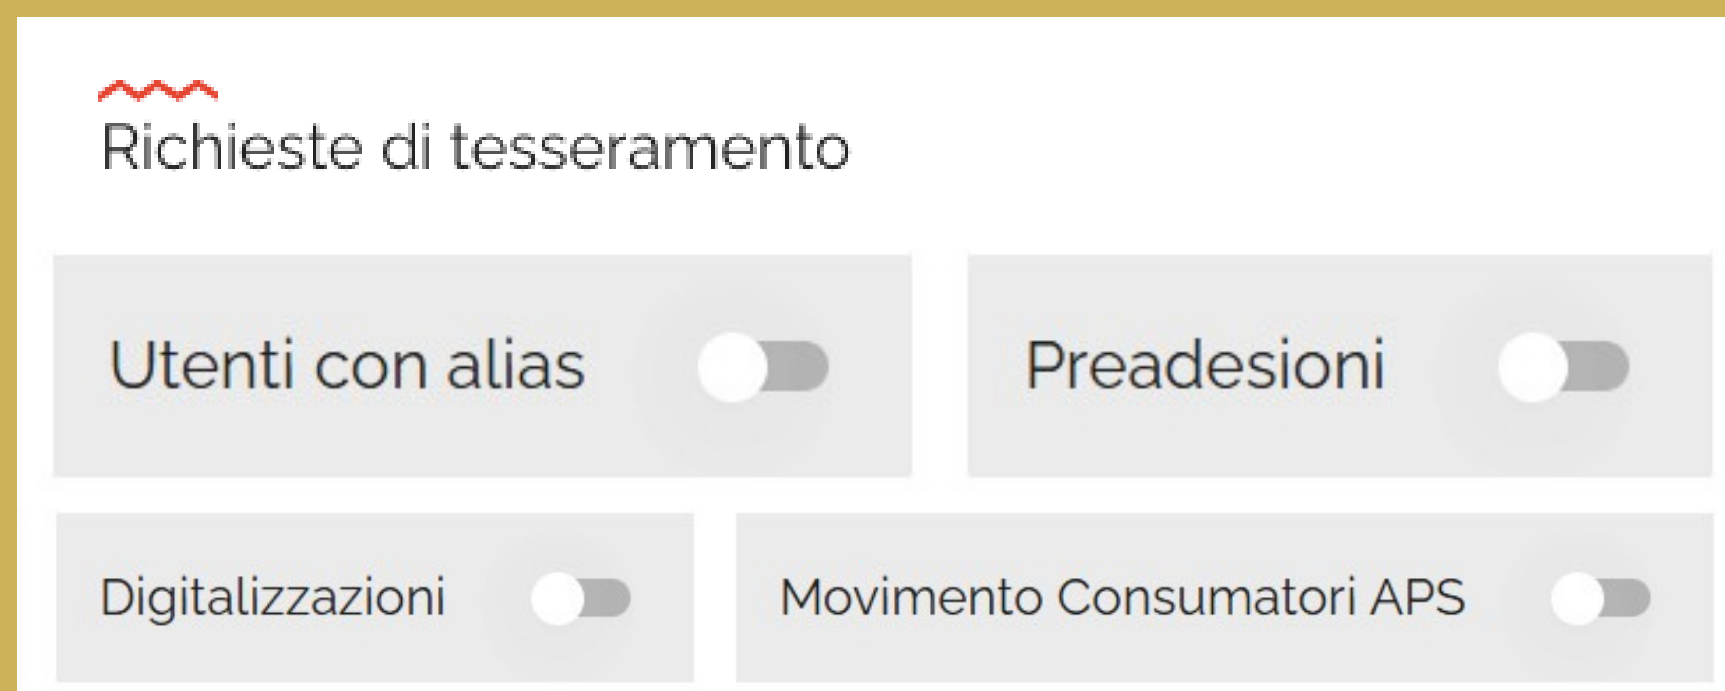 Richieste di tesseramento
Utenti con alias
Preadesioni
Digitalizzazioni
Movimento Consumatori APS